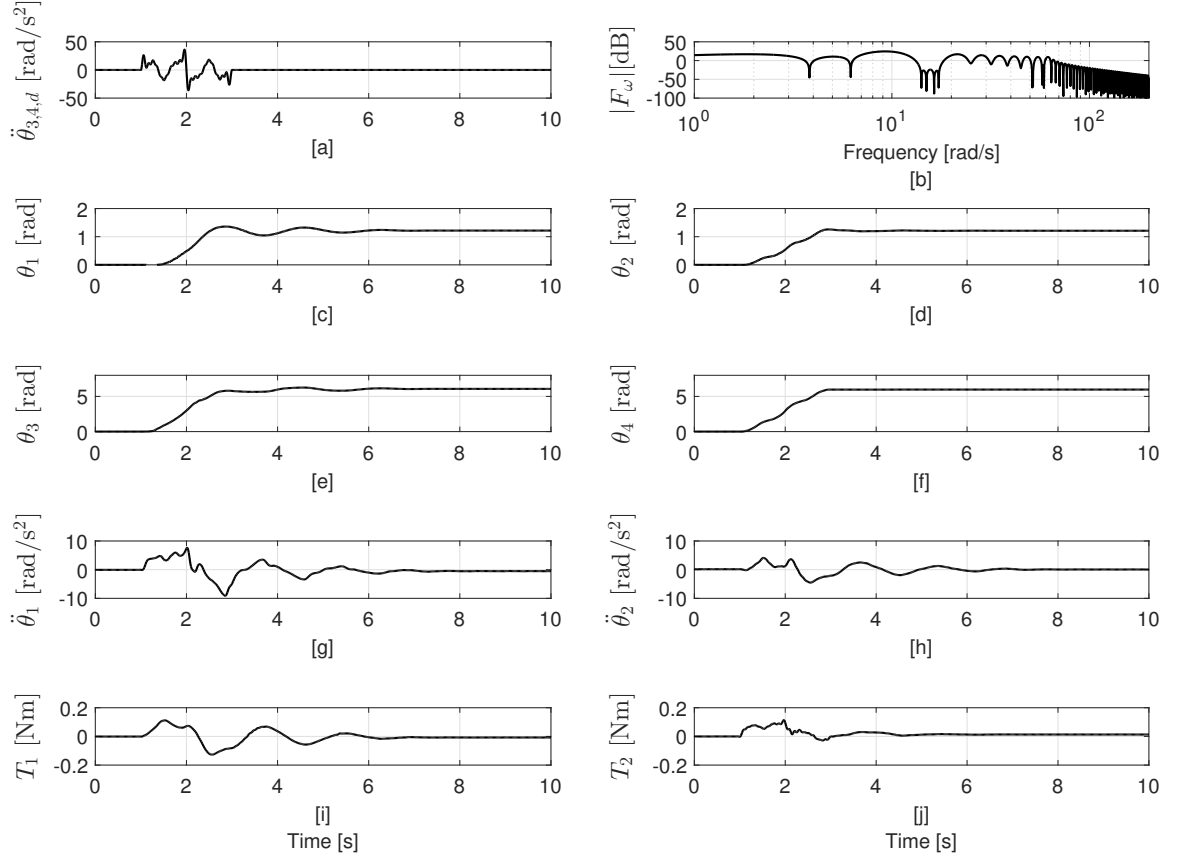 θ̈3,4,d [rad/s²]
50
0
-50
0 2 4 6 8 10
[a]
|Fω|[dB]
50
0
-50
-100
10⁰ 10¹ 10²
Frequency [rad/s]
[b]
θ1 [rad]
2
1
0
0 2 4 6 8 10
[c]
θ2 [rad]
2
1
0
0 2 4 6 8 10
[d]
θ3 [rad]
5
0
0 2 4 6 8 10
[e]
θ4 [rad]
5
0
0 2 4 6 8 10
[f]
θ̈1 [rad/s²]
10
0
-10
0 2 4 6 8 10
[g]
θ̈2 [rad/s²]
10
0
-10
0 2 4 6 8 10
[h]
T1 [Nm]
0.2
0
-0.2
0 2 4 6 8 10
[i]
Time [s]
T2 [Nm]
0.2
0
-0.2
0 2 4 6 8 10
[j]
Time [s]